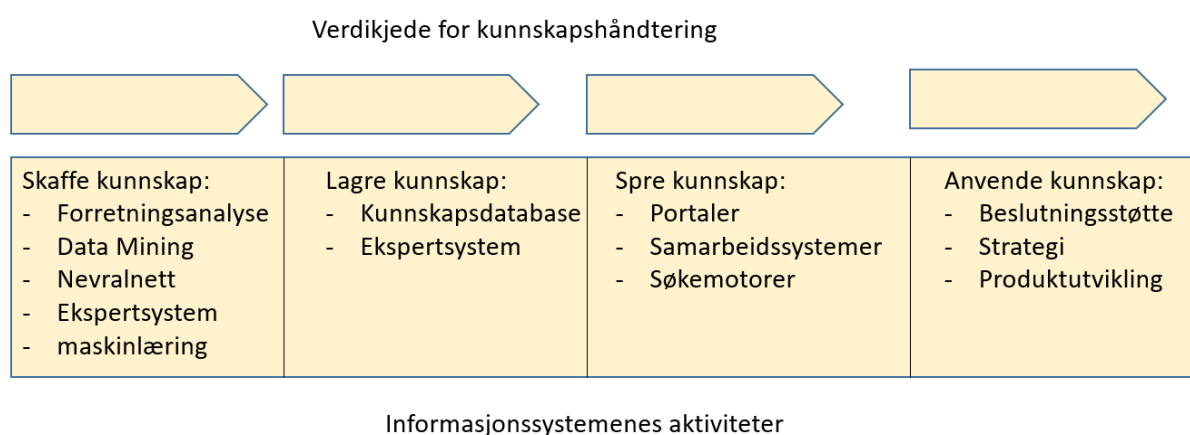 Verdikjede for kunnskapshåndtering
Skaffe kunnskap:
- Forretningsanalyse
- Data Mining
- Nevralnett
- Ekspertsystem
- maskinlæring
Lagre kunnskap:
- Kunnskapsdatabase
- Ekspertsystem
Spre kunnskap:
- Portaler
- Samarbeidssystemer
- Søkemotorer
Anvende kunnskap:
- Beslutningsstøtte
- Strategi
- Produktutvikling
Informasjonssystemenes aktiviteter